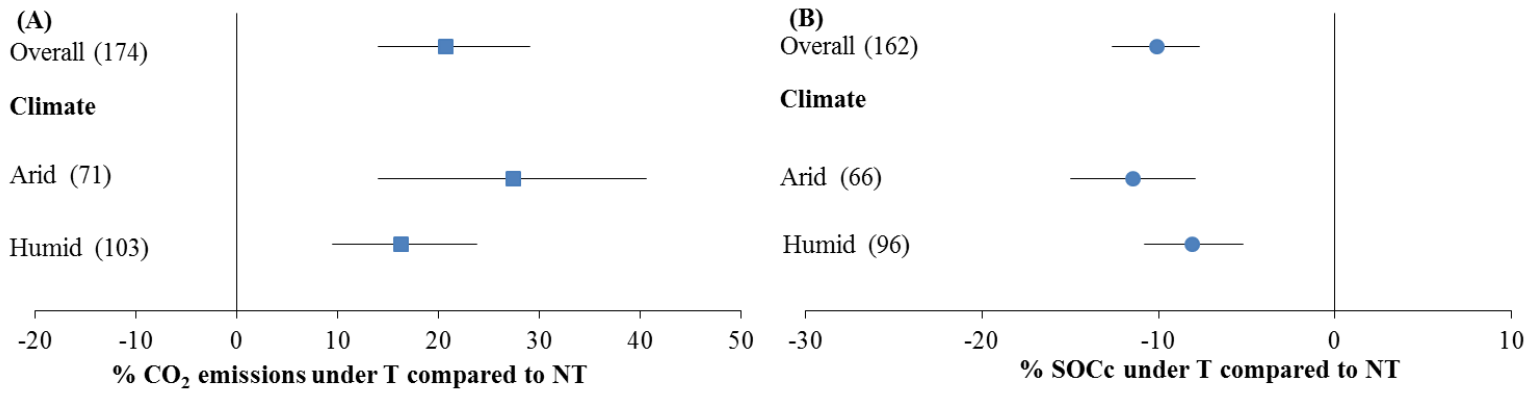 (A)
Overall (174)
Climate
Arid (71)
Humid (103)
-20 -10 0 10 20 30 40 50
% CO₂ emissions under T compared to NT
(B)
Overall (162)
Climate
Arid (66)
Humid (96)
-30 -20 -10 0 10
% SOCc under T compared to NT